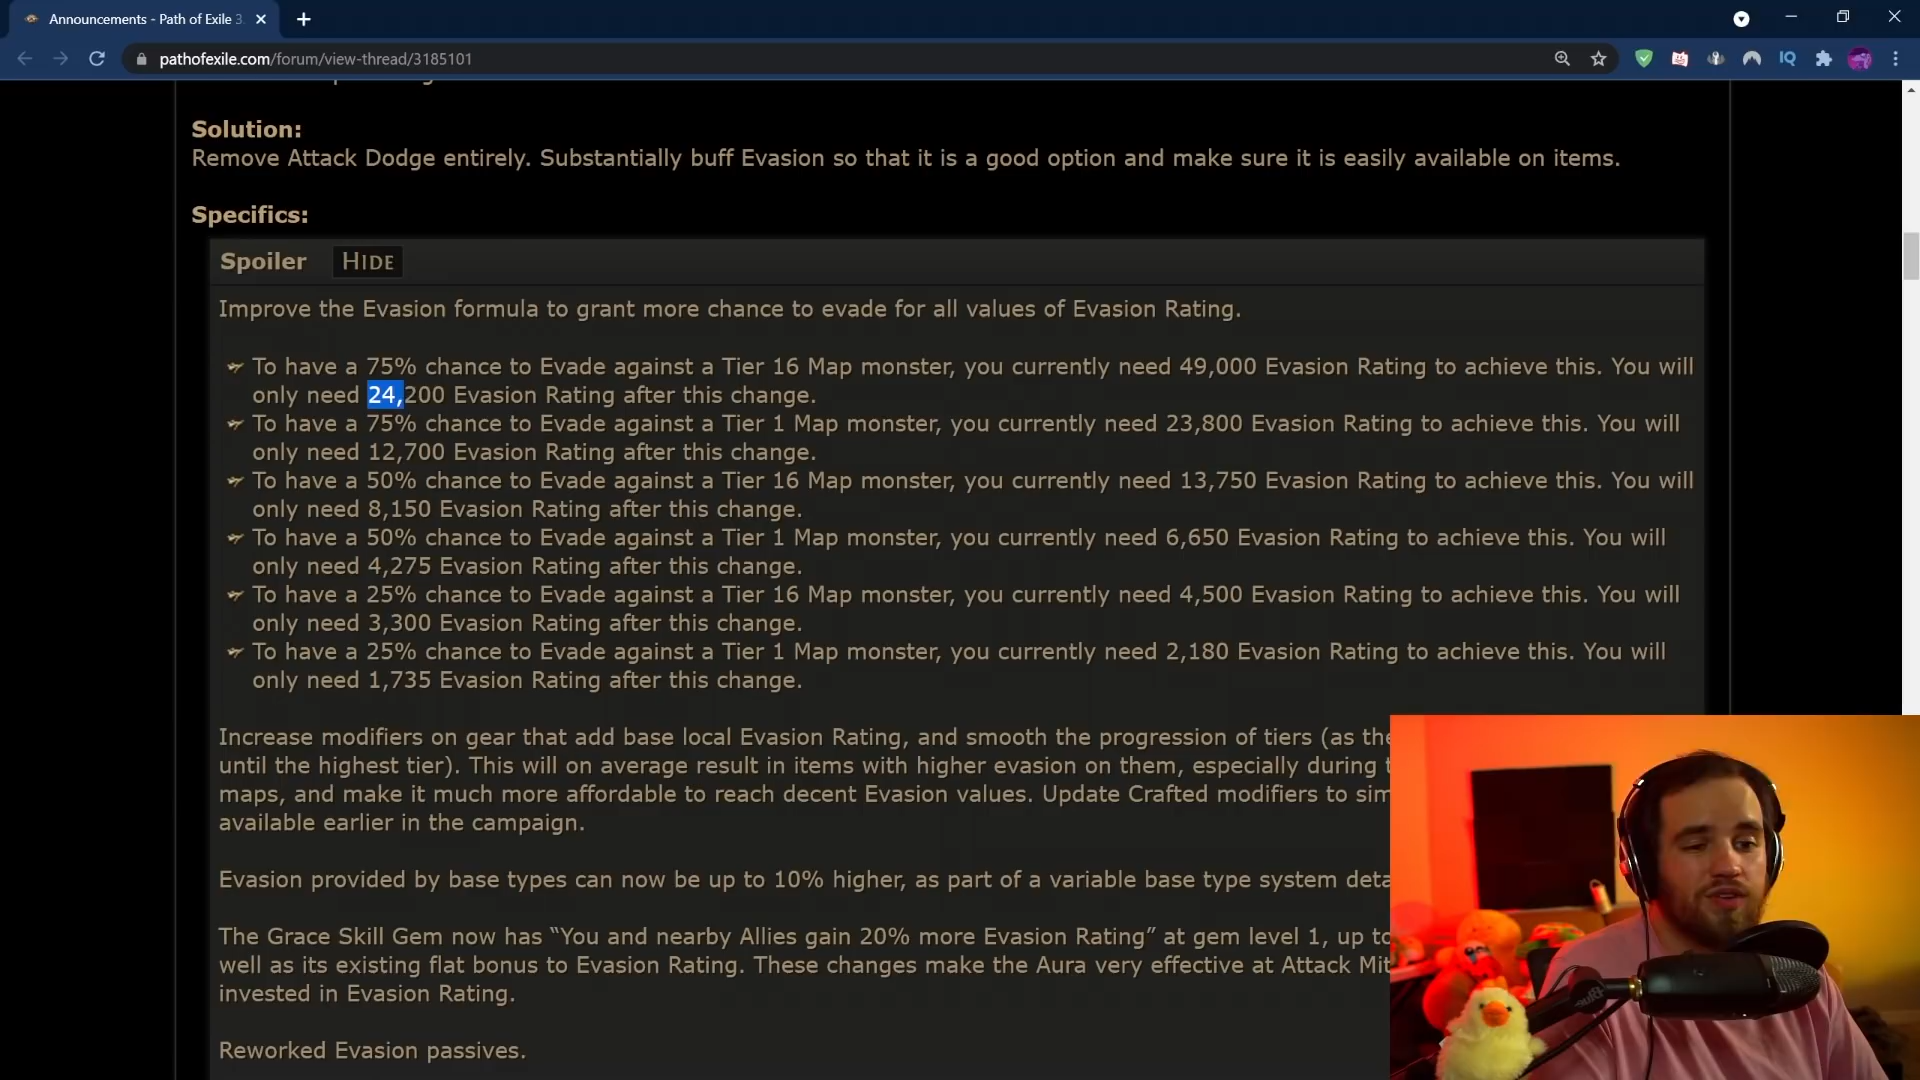 Announcements - Path of Exile 3.
pathofexile.com/forum/view-thread/3185101
Solution:
Remove Attack Dodge entirely. Substantially buff Evasion so that it is a good option and make sure it is easily available on items.
Specifics:
Spoiler HIDE
Improve the Evasion formula to grant more chance to evade for all values of Evasion Rating.
To have a 75% chance to Evade against a Tier 16 Map monster, you currently need 49,000 Evasion Rating to achieve this. You will
only need 24,200 Evasion Rating after this change.
To have a 75% chance to Evade against a Tier 1 Map monster, you currently need 23,800 Evasion Rating to achieve this. You will
only need 12,700 Evasion Rating after this change.
To have a 50% chance to Evade against a Tier 16 Map monster, you currently need 13,750 Evasion Rating to achieve this. You will
only need 8,150 Evasion Rating after this change.
To have a 50% chance to Evade against a Tier 1 Map monster, you currently need 6,650 Evasion Rating to achieve this. You will
only need 4,275 Evasion Rating after this change.
To have a 25% chance to Evade against a Tier 16 Map monster, you currently need 4,500 Evasion Rating to achieve this. You will
only need 3,300 Evasion Rating after this change.
To have a 25% chance to Evade against a Tier 1 Map monster, you currently need 2,180 Evasion Rating to achieve this. You will
only need 1,735 Evasion Rating after this change.
Increase modifiers on gear that add base local Evasion Rating, and smooth the progression of tiers (as the
until the highest tier). This will on average result in items with higher evasion on them, especially during
maps, and make it much more affordable to reach decent Evasion values. Update Crafted modifiers to
available earlier in the campaign.
Evasion provided by base types can now be up to 10% higher, as part of a variable base type system
The Grace Skill Gem now has “You and nearby Allies gain 20% more Evasion Rating” at gem level 1, up to
well as its existing flat bonus to Evasion Rating. These changes make the Aura very effective at Attack
invested in Evasion Rating.
Reworked Evasion passives.